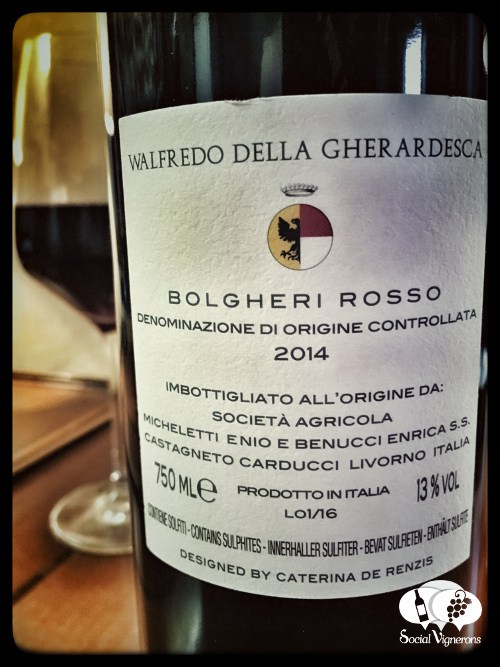 WALFREDO DELLA GHERARDESCA
BOLGHERI ROSSO
DENOMINAZIONE DI ORIGINE CONTROLLATA
2014
IMBOTTIGLIATO ALL'ORIGINE DA:
SOCIETÀ AGRICOLA
MICHELETTI ENIO E BENUCCI ENRICA S.S.
CASTAGNETO CARDUCCI LIVORNO ITALIA
750 ML e PRODOTTO IN ITALIA 13 % VOL
L01/16
CONTIENE SOLFITI - CONTAINS SULPHITES - INNERHALLER SULFITER - BEVAT SULFIETEN - ENTHÄLT SULFITE
DESIGNED BY CATERINA DE RENZIS
Social Vignerons